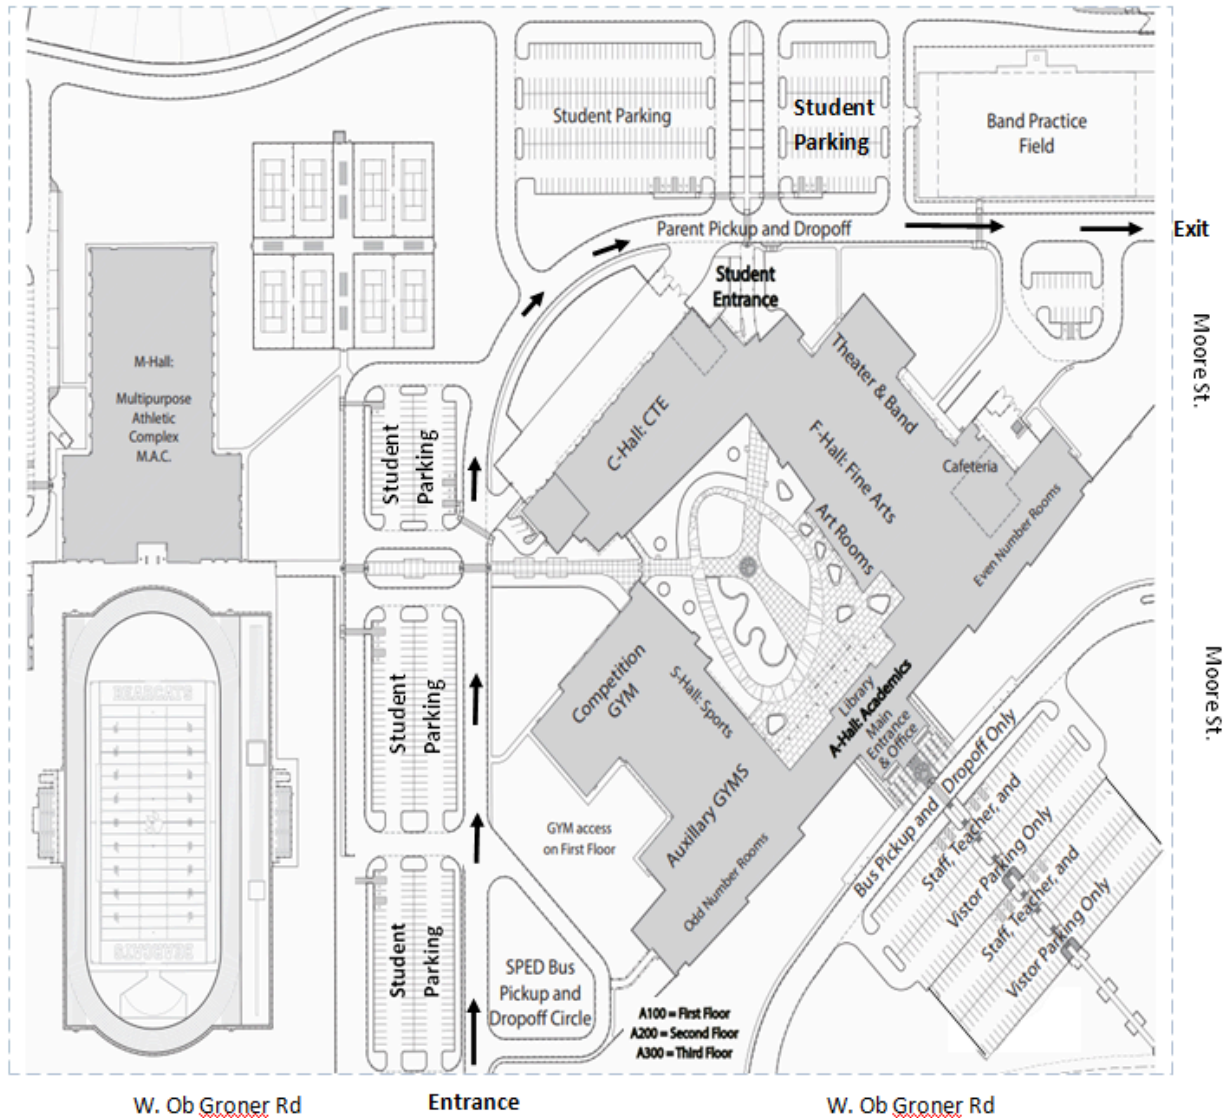 Student Parking
Student
Parking
Band Practice
Field
Parent Pickup and Dropoff
Exit
Student
Entrance
Moore St.
Theater & Band
M-Hall:
Multipurpose
Athletic
Complex
M.A.C.
C-Hall: CTE
F-Hall: Fine Arts
Cafeteria
Student
Parking
Art Rooms
Even Number Rooms
Competition
GYM
S-Hall: Sports
Library
A-Hall: Academics
Main
Entrance
& Office
Moore St.
BEARCATS
Student
Parking
Bus Pickup and Dropoff Only
Staff, Teacher, and
Vistor Parking Only
Staff, Teacher, and
Vistor Parking Only
Auxillary GYMS
GYM access
on First Floor
Odd Number Rooms
Student
Parking
BEARCATS
SPED Bus
Pickup and
Dropoff Circle
A100 = First Floor
A200 = Second Floor
A300 = Third Floor
W. Ob Groner Rd
Entrance
W. Ob Groner Rd